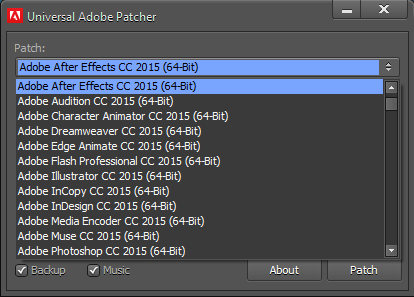 Universal Adobe Patcher
Patch:
Adobe After Effects CC 2015 (64-Bit)
Adobe After Effects CC 2015 (64-Bit)
Adobe Audition CC 2015 (64-Bit)
Adobe Character Animator CC 2015 (64-Bit)
Adobe Dreamweaver CC 2015 (64-Bit)
Adobe Edge Animate CC 2015 (64-Bit)
Adobe Flash Professional CC 2015 (64-Bit)
Adobe Illustrator CC 2015 (64-Bit)
Adobe InCopy CC 2015 (64-Bit)
Adobe InDesign CC 2015 (64-Bit)
Adobe Media Encoder CC 2015 (64-Bit)
Adobe Muse CC 2015 (64-Bit)
Adobe Photoshop CC 2015 (64-Bit)
Backup Music About Patch